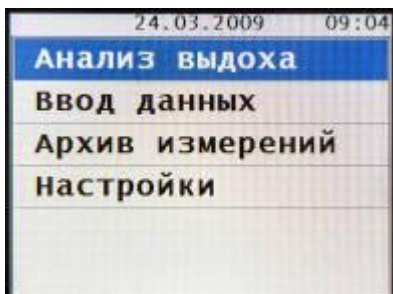 24.03.2009 09:04
Анализ выдоха
Ввод данных
Архив измерений
Настройки